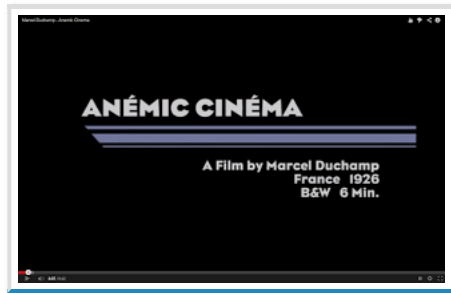 Marcel Duchamp...Anemic Cinema
ANÉMIC CINÉMA
A Film by Marcel Duchamp
France 1926
B&W 6 Min.